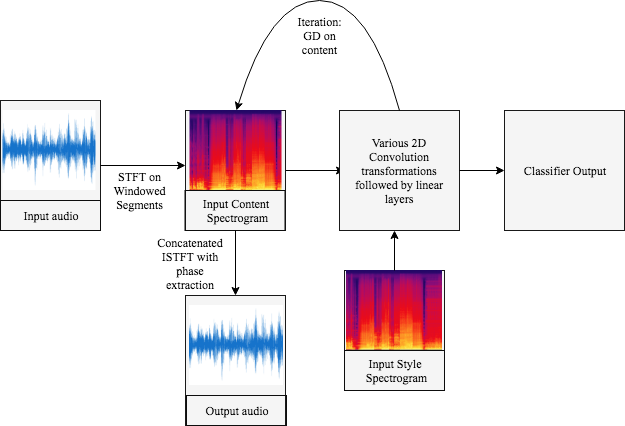 Iteration:
GD on
content
Various 2D
Convolution
transformations
followed by linear
layers
Classifier Output
STFT on
Windowed
Segments
Input audio
Input Content
Spectrogram
Concatenated
ISTFT with
phase
extraction
Input Style
Spectrogram
Output audio